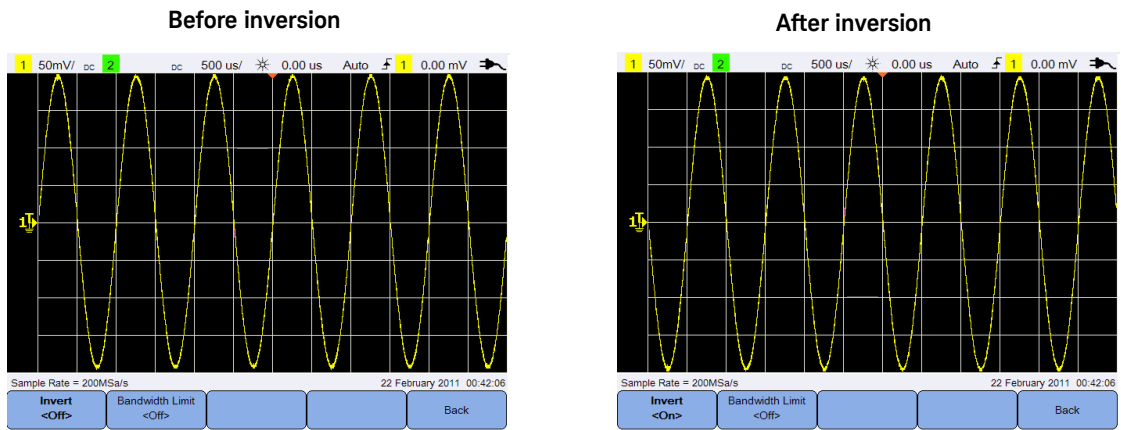 Before inversion
1 50mV/ DC 2 DC 500 us/ 0.00 us Auto 1 0.00 mV
1
Sample Rate = 200MSa/s 22 February 2011 00:42:06
Invert Bandwidth Limit
<Off> <Off> Back
After inversion
1 50mV/ DC 2 DC 500 us/ 0.00 us Auto 1 0.00 mV
1
Sample Rate = 200MSa/s 22 February 2011 00:42:06
Invert Bandwidth Limit
<On> <Off> Back